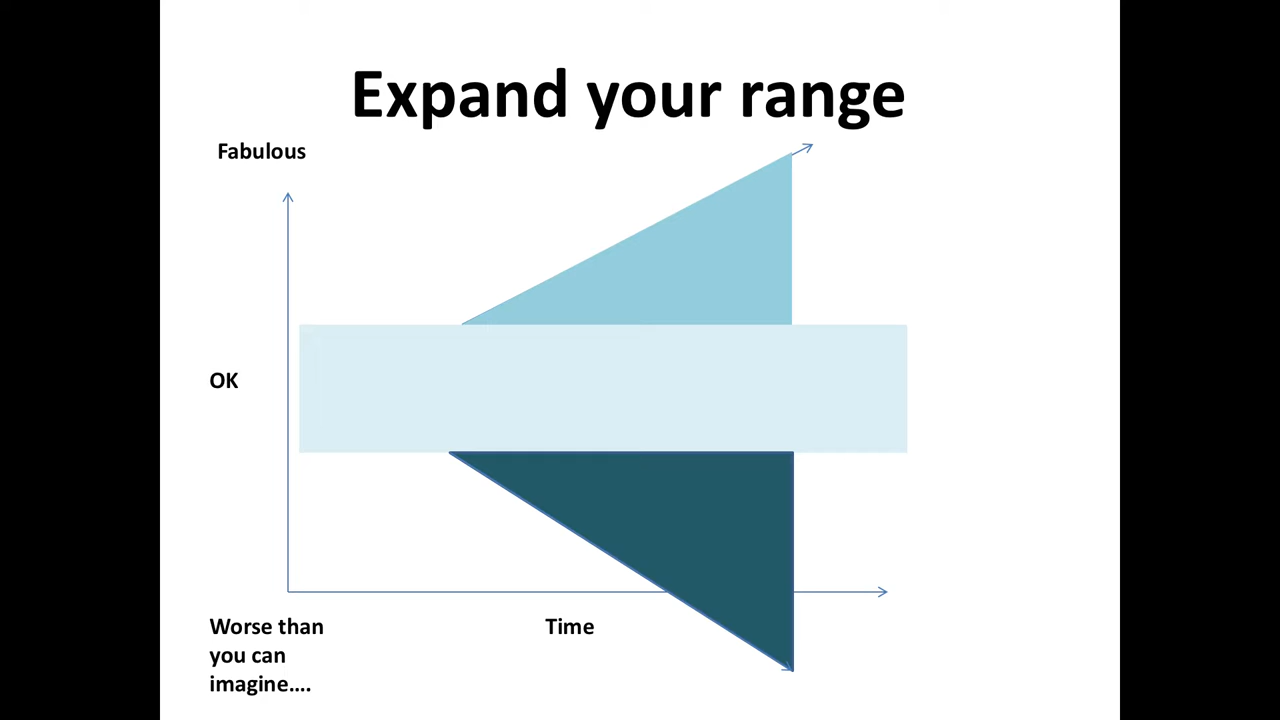 Expand your range
Fabulous
OK
Worse than
you can
imagine....
Time